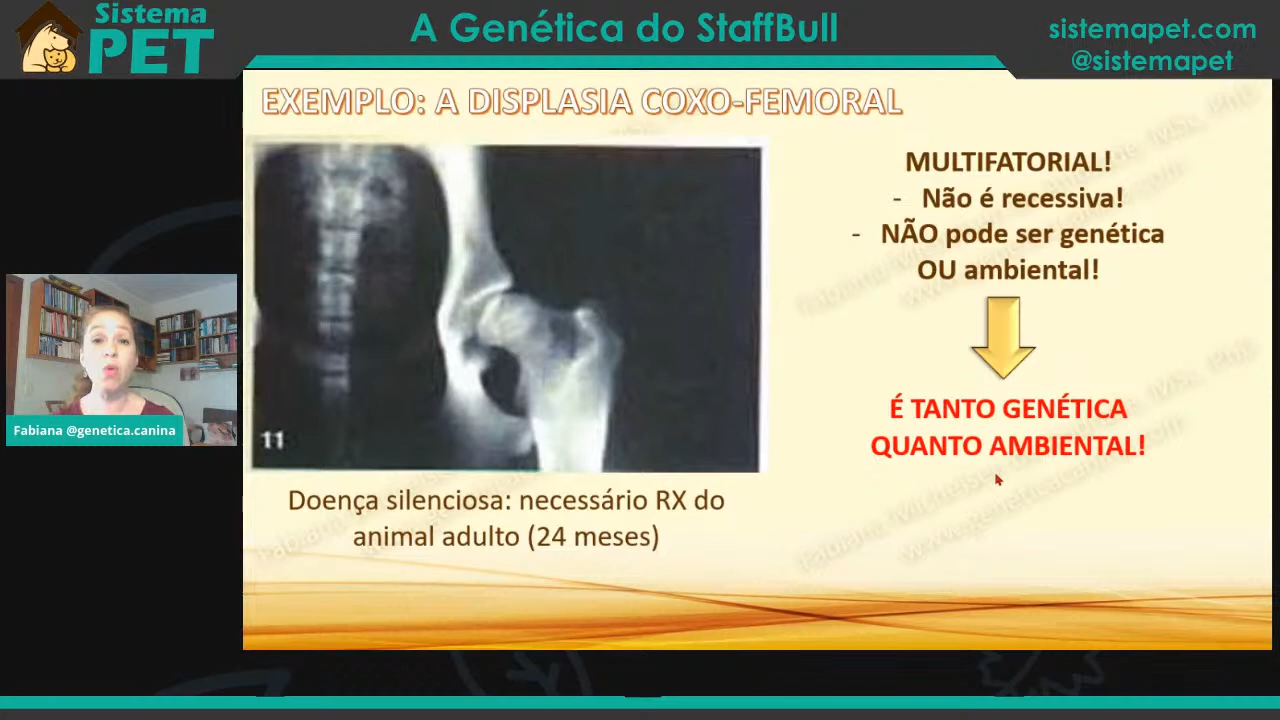 Sistema
PET
A Genética do StaffBull
sistemapet.com
@sistemapet
EXEMPLO: A DISPLASIA COXO-FEMORAL
MULTIFATORIAL!
- Não é recessiva!
- NÃO pode ser genética
OU ambiental!
É TANTO GENÉTICA
QUANTO AMBIENTAL!
11
Doença silenciosa: necessário RX do
animal adulto (24 meses)
Fabiana @genetica.canina